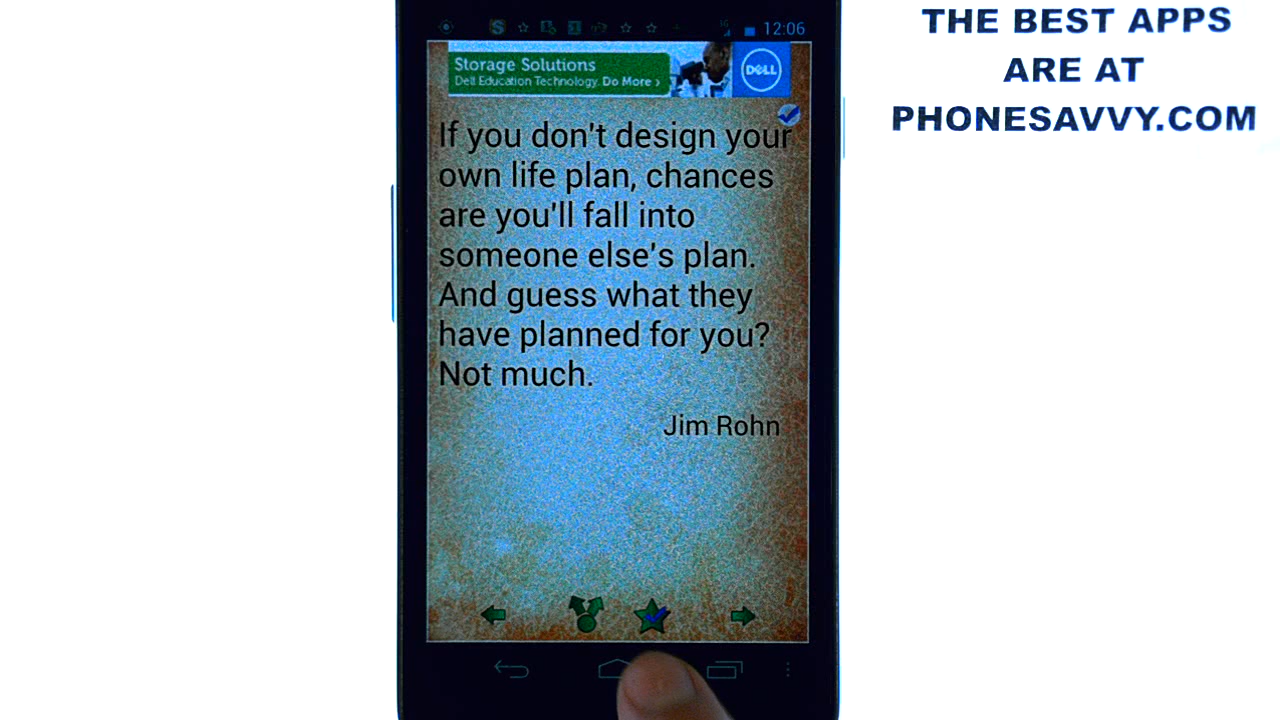 THE BEST APPS
ARE AT
PHONESAVVY.COM
3G 12:06
Storage Solutions
Dell Education Technology. Do More ›
DELL
If you don't design your
own life plan, chances
are you'll fall into
someone else's plan.
And guess what they
have planned for you?
Not much.
Jim Rohn